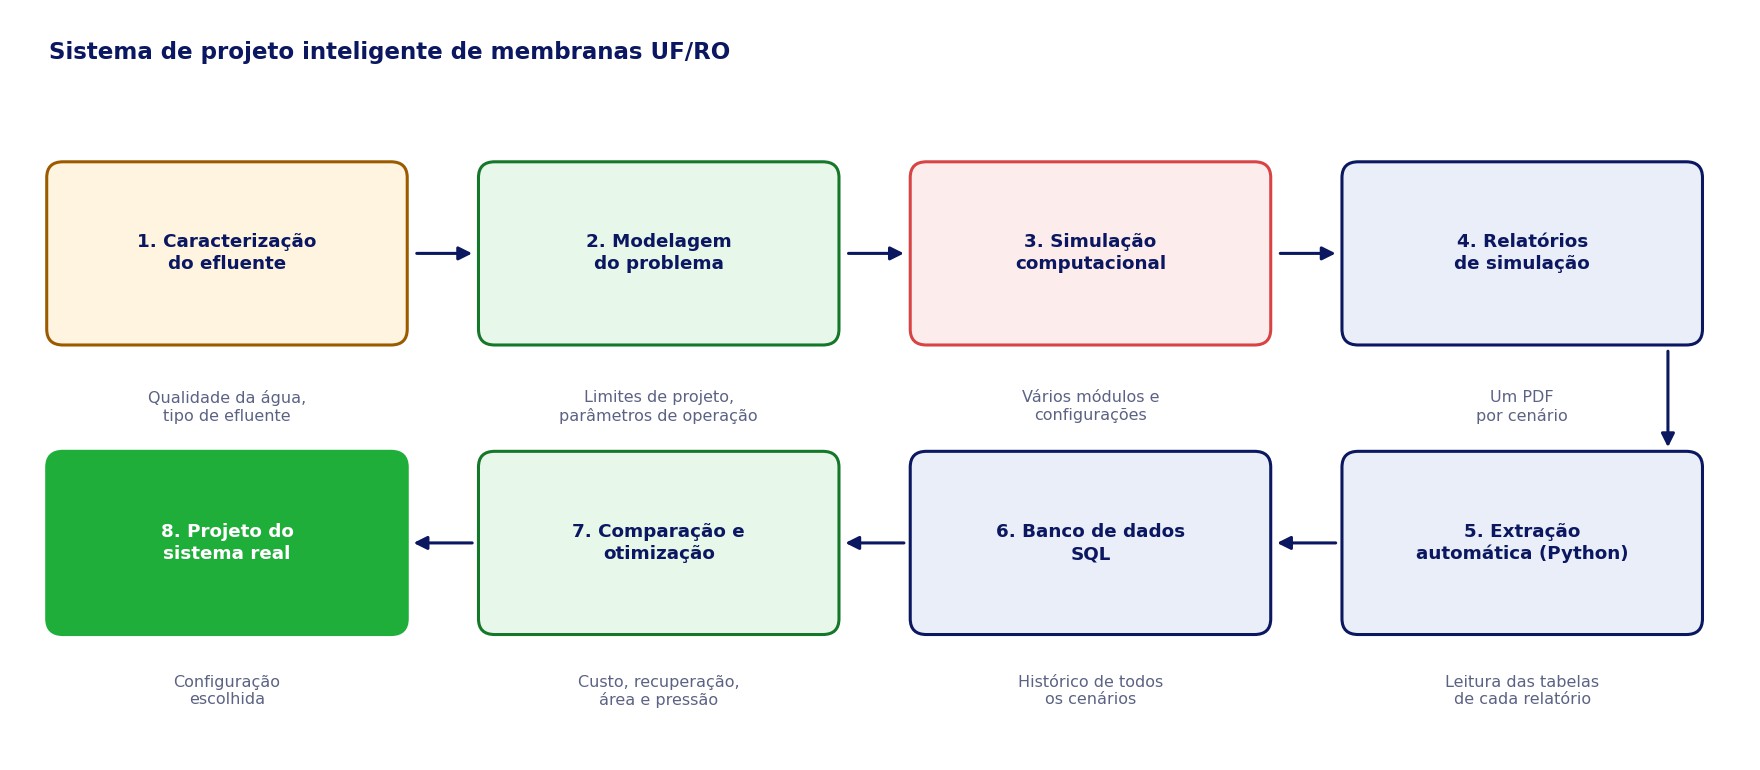 Sistema de projeto inteligente de membranas UF/RO
1. Caracterização
do efluente
2. Modelagem
do problema
3. Simulação
computacional
4. Relatórios
de simulação
Qualidade da água,
tipo de efluente
Limites de projeto,
parâmetros de operação
Vários módulos e
configurações
Um PDF
por cenário
8. Projeto do
sistema real
7. Comparação e
otimização
6. Banco de dados
SQL
5. Extração
automática (Python)
Configuração
escolhida
Custo, recuperação,
área e pressão
Histórico de todos
os cenários
Leitura das tabelas
de cada relatório